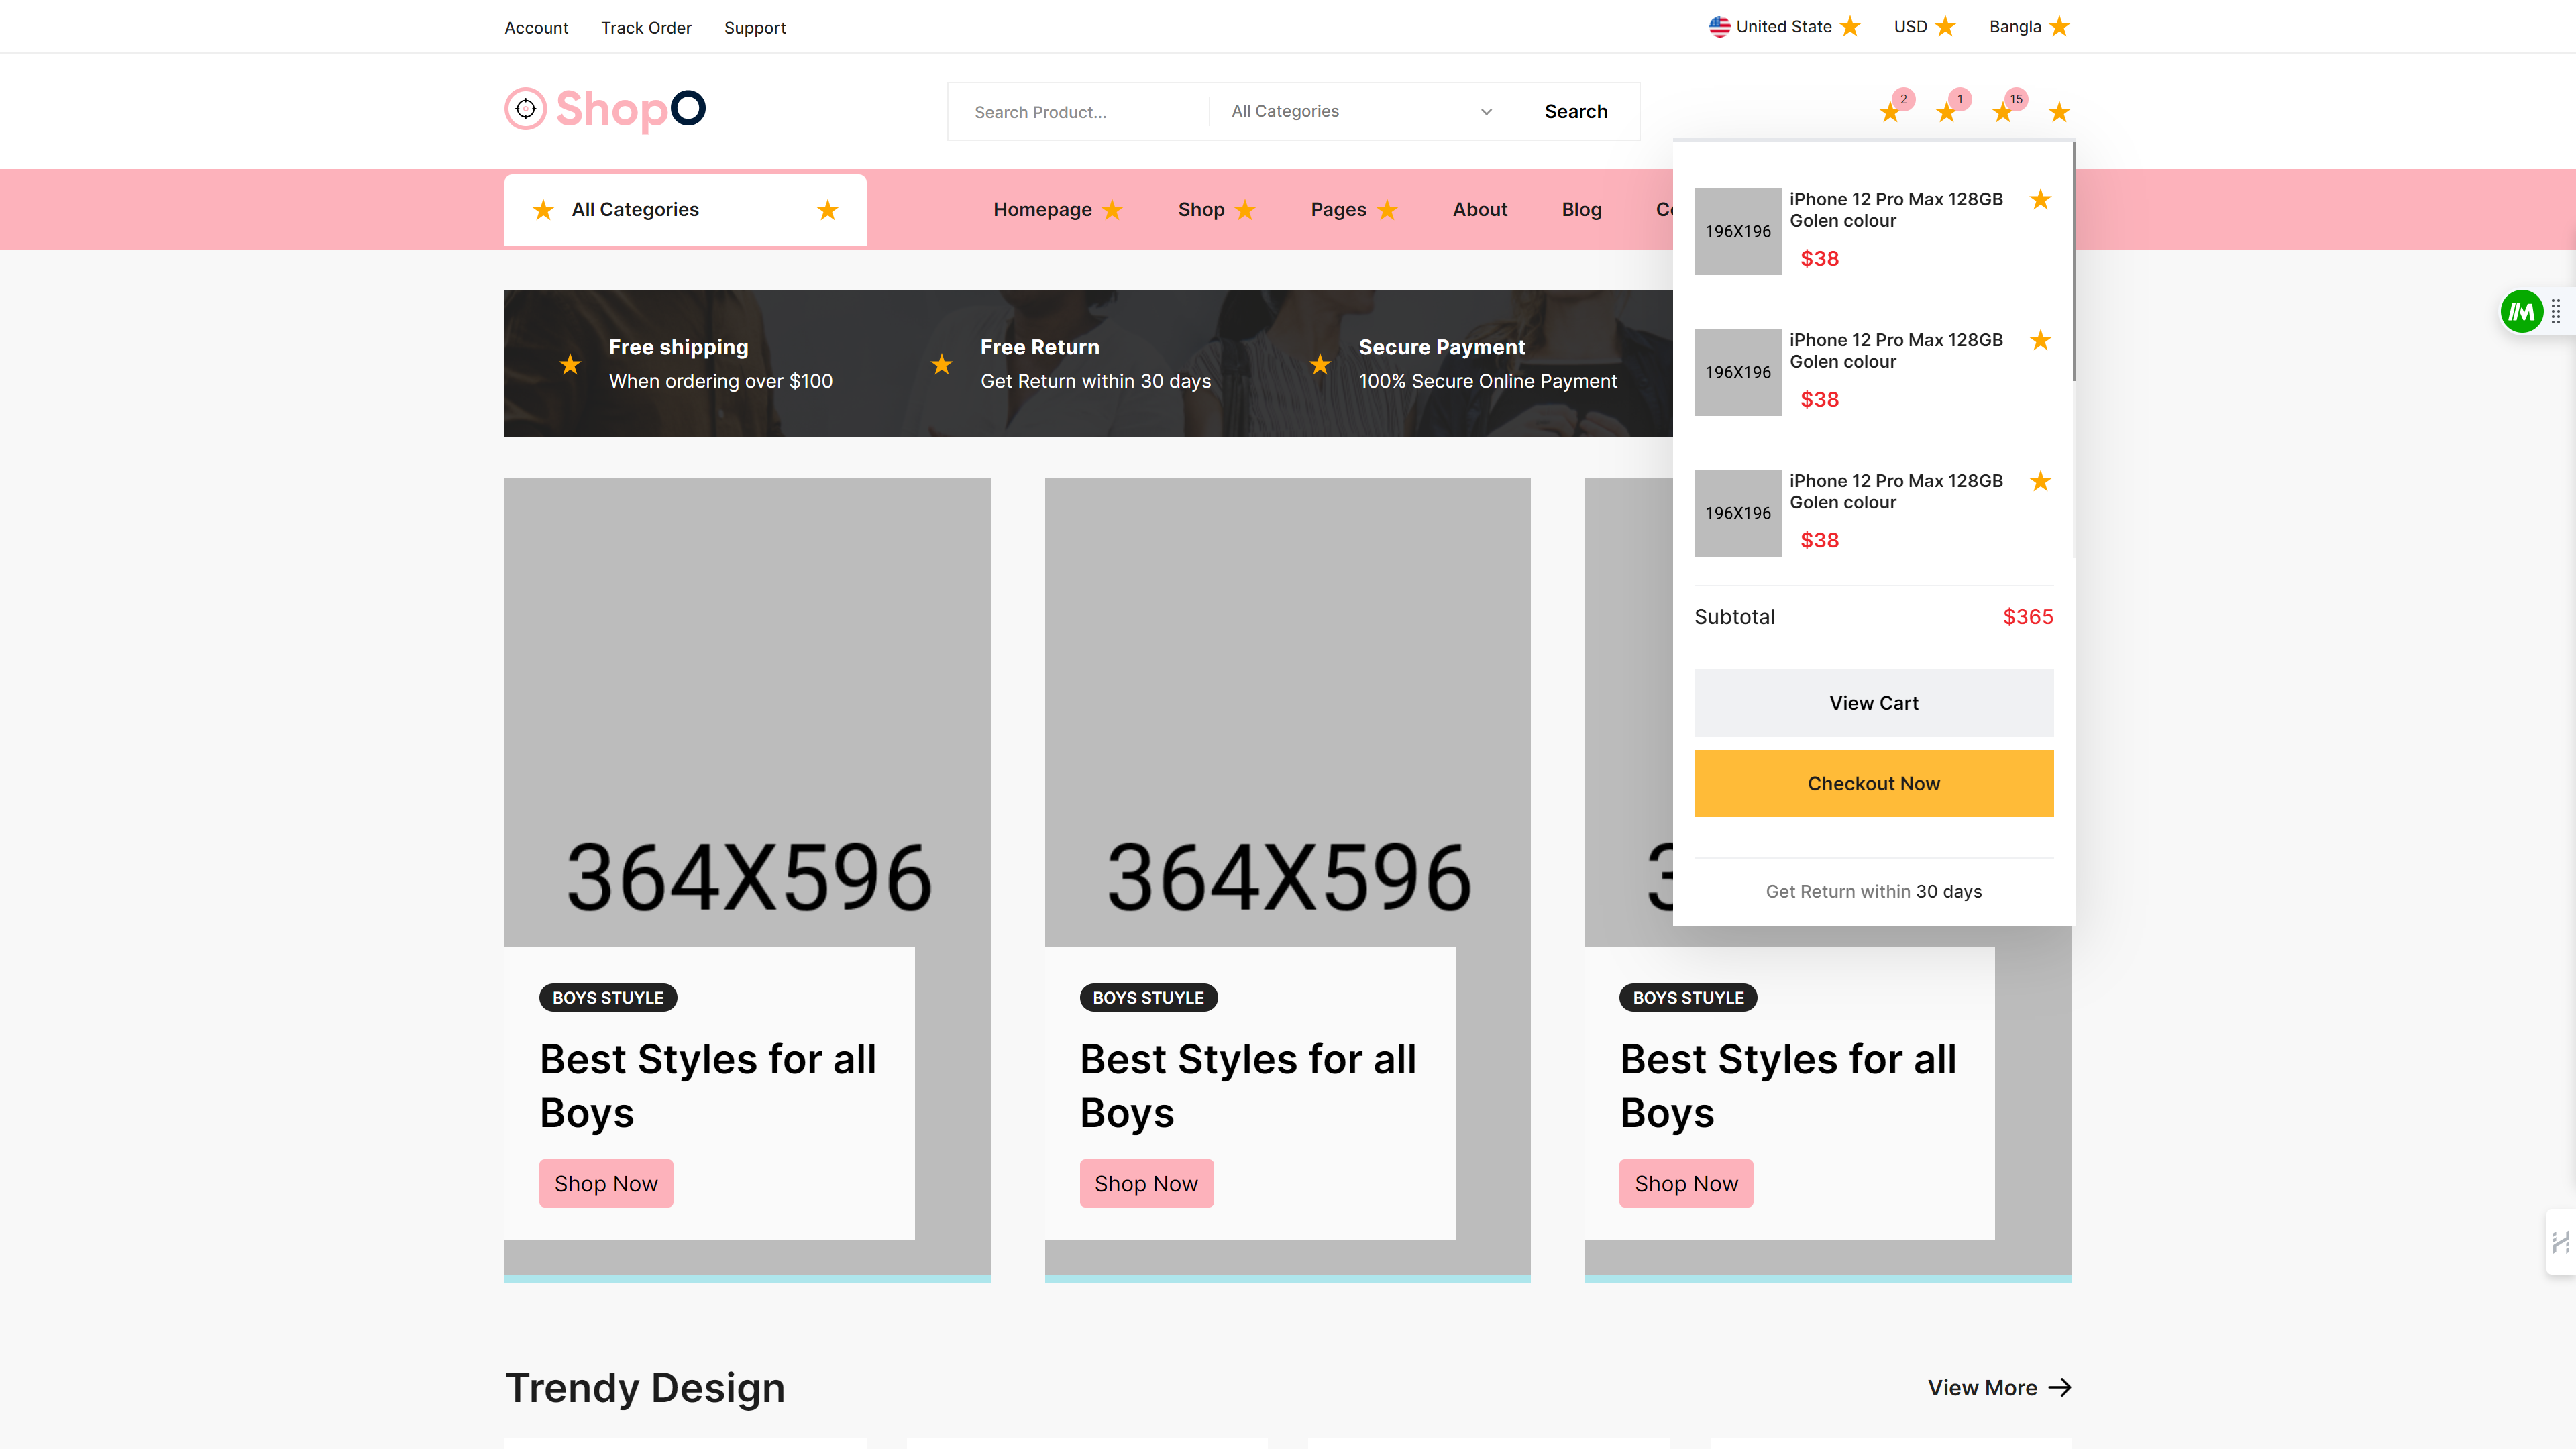 Account Track Order Support
United State USD Bangla
ShopO
Search Product... All Categories Search
2 1 15
All Categories
Homepage Shop Pages About Blog
Free shipping
When ordering over $100
Free Return
Get Return within 30 days
Secure Payment
100% Secure Online Payment
196X196
iPhone 12 Pro Max 128GB
Golen colour
$38
196X196
iPhone 12 Pro Max 128GB
Golen colour
$38
196X196
iPhone 12 Pro Max 128GB
Golen colour
$38
Subtotal $365
View Cart
Checkout Now
Get Return within 30 days
364X596
BOYS STUYLE
Best Styles for all
Boys
Shop Now
364X596
BOYS STUYLE
Best Styles for all
Boys
Shop Now
BOYS STUYLE
Best Styles for all
Boys
Shop Now
Trendy Design
View More